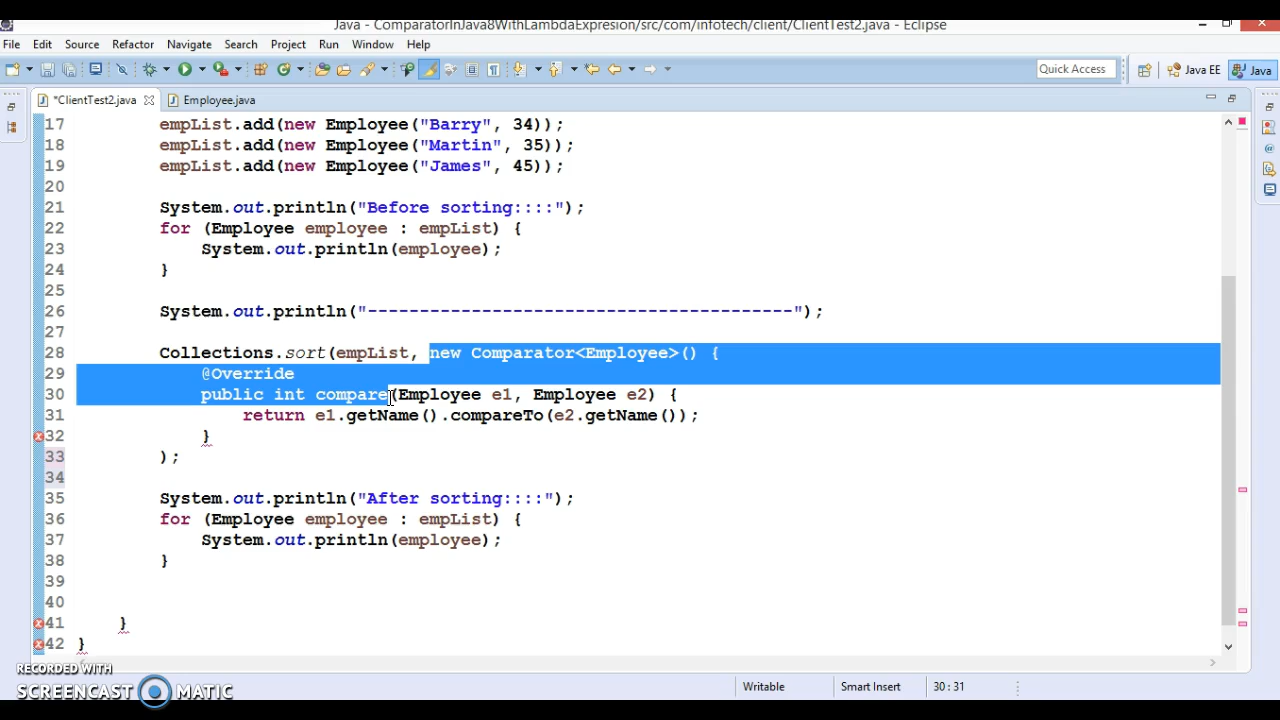 Java - ComparatorInJava8WithLambdaExpresion/src/com/infotech/client/ClientTest2.java - Eclipse
File Edit Source Refactor Navigate Search Project Run Window Help
Quick Access Java EE Java
*ClientTest2.java Employee.java
17 empList.add(new Employee("Barry", 34));
18 empList.add(new Employee("Martin", 35));
19 empList.add(new Employee("James", 45));
20
21 System.out.println("Before sorting::::");
22 for (Employee employee : empList) {
23 System.out.println(employee);
24 }
25
26 System.out.println("-----------------------------------------");
27
28 Collections.sort(empList, new Comparator<Employee>() {
29 @Override
30 public int compare(Employee e1, Employee e2) {
31 return e1.getName().compareTo(e2.getName());
32 }
33 );
34
35 System.out.println("After sorting::::");
36 for (Employee employee : empList) {
37 System.out.println(employee);
38 }
39
40
41 }
42 }
RECORDED WITH
SCREENCAST MATIC
Writable Smart Insert 30 : 31